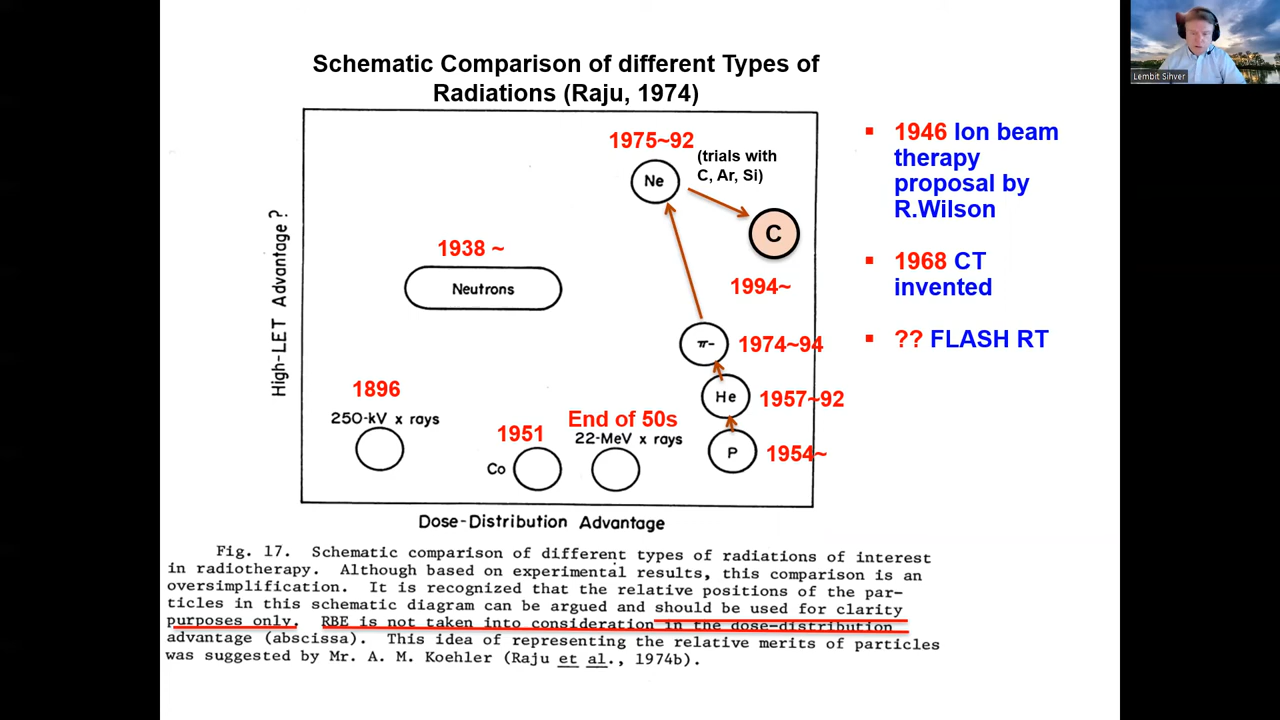 Schematic Comparison of different Types of
Radiations (Raju, 1974)
Lembit Sihver
1975~92
(trials with
C, Ar, Si)
Ne
C
1938 ~
Neutrons
1994~
High-LET Advantage?
π-
1974~94
1896
250-kV x rays
He
1957~92
End of 50s
22-MeV x rays
1951
Co
P
1954~
Dose-Distribution Advantage
▪ 1946 Ion beam
therapy
proposal by
R.Wilson
▪ 1968 CT
invented
▪ ?? FLASH RT
Fig. 17. Schematic comparison of different types of radiations of interest
in radiotherapy. Although based on experimental results, this comparison is an
oversimplification. It is recognized that the relative positions of the par-
ticles in this schematic diagram can be argued and should be used for clarity
purposes only. RBE is not taken into consideration in the dose-distribution
advantage (abscissa). This idea of representing the relative merits of particles
was suggested by Mr. A. M. Koehler (Raju et al., 1974b).